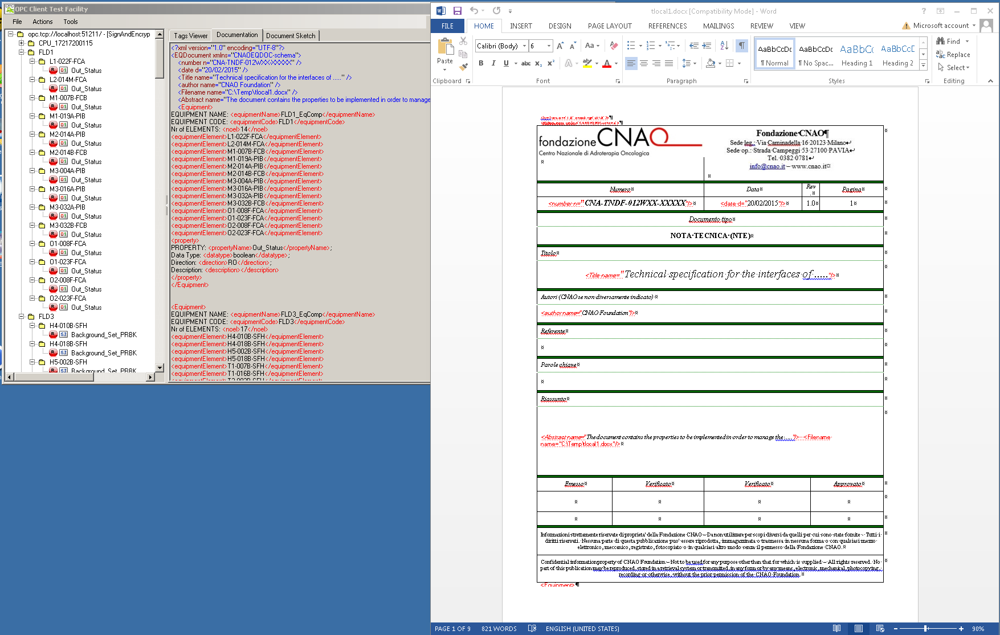 OPC Client Test Facility
File Actions Tools
opc.tcp://localhost:51211/ - [SignAndEncryp
CPU_17217200115
FLD1
L1-022F-FCA
Out_Status
L2-014M-FCA
Out_Status
M1-007B-FCB
Out_Status
M1-019A-PIB
Out_Status
M2-014A-PIB
Out_Status
M2-014B-FCB
Out_Status
M3-004A-PIB
Out_Status
M3-016A-PIB
Out_Status
M3-032A-PIB
Out_Status
M3-032B-FCB
Out_Status
O1-008F-FCA
Out_Status
O1-023F-FCA
Out_Status
O2-008F-FCA
Out_Status
O2-023F-FCA
Out_Status
FLD3
H4-010B-SFH
Background_Set_PRBK
H4-018B-SFH
Background_Set_PRBK
H5-002B-SFH
Background_Set_PRBK
Tags Viewer Documentation Document Sketch
<?xml version="1.0" encoding="UTF-8"?>
<EQDocument xmlns="CNAOEQDOC-schema">
<number n="CNA-TNDF-012WXX-XXXXX" />
<date d="20/02/2015" />
<Title name="Technical specification for the interfaces of ....." />
<author name="CNAO Foundation" />
<Filename name="C:\Temp\tlocal1.docx" />
<Abstract name="The document contains the properties to be implemented in order to manage
<Equipment>
EQUIPMENT NAME: <equipmentName>FLD1_EqComp</equipmentName>
EQUIPMENT CODE: <equipmentCode>FLD1</equipmentCode>
Nr of ELEMENTS: <noel>14</noel>
<equipmentElement>L1-022F-FCA</equipmentElement>
<equipmentElement>L2-014M-FCA</equipmentElement>
<equipmentElement>M1-007B-FCB</equipmentElement>
<equipmentElement>M1-019A-PIB</equipmentElement>
<equipmentElement>M2-014A-PIB</equipmentElement>
<equipmentElement>M2-014B-FCB</equipmentElement>
<equipmentElement>M3-004A-PIB</equipmentElement>
<equipmentElement>M3-016A-PIB</equipmentElement>
<equipmentElement>M3-032A-PIB</equipmentElement>
<equipmentElement>M3-032B-FCB</equipmentElement>
<equipmentElement>O1-008F-FCA</equipmentElement>
<equipmentElement>O1-023F-FCA</equipmentElement>
<equipmentElement>O2-008F-FCA</equipmentElement>
<equipmentElement>O2-023F-FCA</equipmentElement>
<property>
PROPERTY: <propertyName>Out_Status</propertyName>;
Data Type: <datatype>boolean</datatype>;
Direction: <direction>RO</direction>;
Description: <description></description>
</property>
</Equipment>
<Equipment>
EQUIPMENT NAME: <equipmentName>FLD3_EqComp</equipmentName>
EQUIPMENT CODE: <equipmentCode>FLD3</equipmentCode>
Nr of ELEMENTS: <noel>17</noel>
<equipmentElement>H4-010B-SFH</equipmentElement>
<equipmentElement>H4-018B-SFH</equipmentElement>
<equipmentElement>H5-002B-SFH</equipmentElement>
<equipmentElement>H5-018B-SFH</equipmentElement>
<equipmentElement>T1-007B-SFH</equipmentElement>
<equipmentElement>T1-016B-SFH</equipmentElement>
tlocal1.docx [Compatibility Mode] - Word
FILE HOME INSERT DESIGN PAGE LAYOUT REFERENCES MAILINGS REVIEW VIEW Microsoft account
Paste Calibri (Body) 6
AaBbCcDc AaBbCcDc AaBbCc AaBbCcD
¶ Normal ¶ No Spac... Heading 1 Heading 2
Find
Replace
Select
Clipboard Font Paragraph Styles Editing
<?xml version="1.0" encoding="UTF-8"?>¶
<EQDocument xmlns="CNAOEQDOC-schema">¶
fondazioneCNAO
Centro Nazionale di Adroterapia Oncologica
Fondazione CNAO¶
Sede leg.: Via Caminadella 16 20123 Milano
Sede op.: Strada Campeggi 53 27100 PAVIA
Tel. 0382 0781
info@cnao.it – www.cnao.it
Numero Data Rev. Pagina
<number n="CNA-TNDF-012WXX-XXXXX"/> <date d="20/02/2015"/> 1.0 1
Documento tipo
NOTA TECNICA (NTE)
Titolo
<Title name="Technical specification for the interfaces of ....."/>
Autori (CNAO se non diversamente indicato)
<author name="CNAO Foundation"/>
Referente
Parole chiave
Riassunto
<Abstract name="The document contains the properties to be implemented in order to manage the ....."/> <Filename
name="C:\Temp\tlocal1.docx"/>
Emesso Verificato Verificato Approvato
Informazioni strettamente riservate di proprieta' della Fondazione CNAO – Da non utilizzare per scopi diversi da quelli per cui sono state fornite - Tutti i
diritti riservati. Nessuna parte di questa pubblicazione puo' essere riprodotta, immagazzinata o trasmessa in nessuna forma o con qualsiasi mezzo
elettronico, meccanico, registrato, fotocopiato o in qualsiasi altro modo senza il permesso della Fondazione CNAO.
Confidential information property of CNAO Foundation – Not to be used for any purpose other than that for which is supplied – All rights reserved. No
part of this publication may be reproduced, stored in a retrieval system or transmitted, in any form or by any means, electronic, mechanical, photocopying,
recording or otherwise, without the prior permission of the CNAO Foundation.
<Equipment>¶
PAGE 1 OF 9 821 WORDS ENGLISH (UNITED STATES) 90%